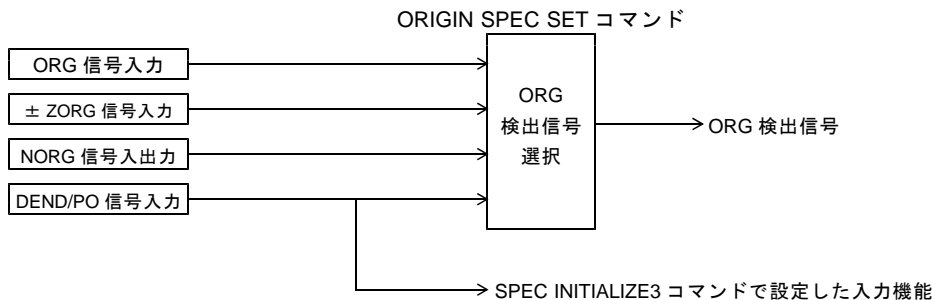 ORIGIN SPEC SET コマンド
ORG 信号入力
± ZORG 信号入力
NORG 信号入出力
DEND/PO 信号入力
ORG
検出信号
選択
ORG 検出信号
SPEC INITIALIZE3 コマンドで設定した入力機能